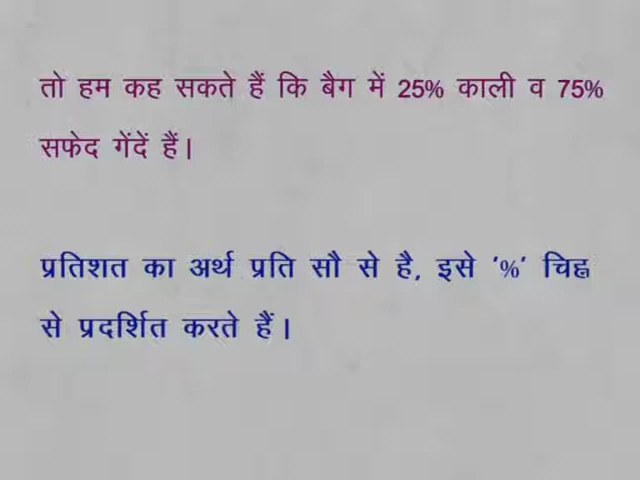 तो हम कह सकते हैं कि बैग में 25% काली व 75%
सफेद गेंदें हैं।
प्रतिशत का अर्थ प्रति सौ से है, इसे '%' चिह्न
से प्रदर्शित करते हैं।